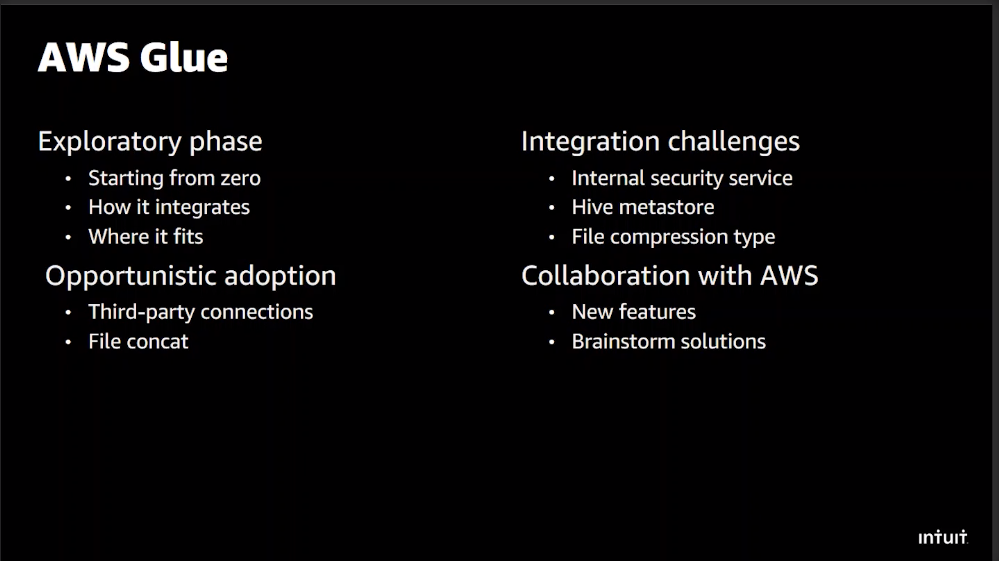 AWS Glue
Exploratory phase
• Starting from zero
• How it integrates
• Where it fits
Opportunistic adoption
• Third-party connections
• File concat
Integration challenges
• Internal security service
• Hive metastore
• File compression type
Collaboration with AWS
• New features
• Brainstorm solutions
intuit.